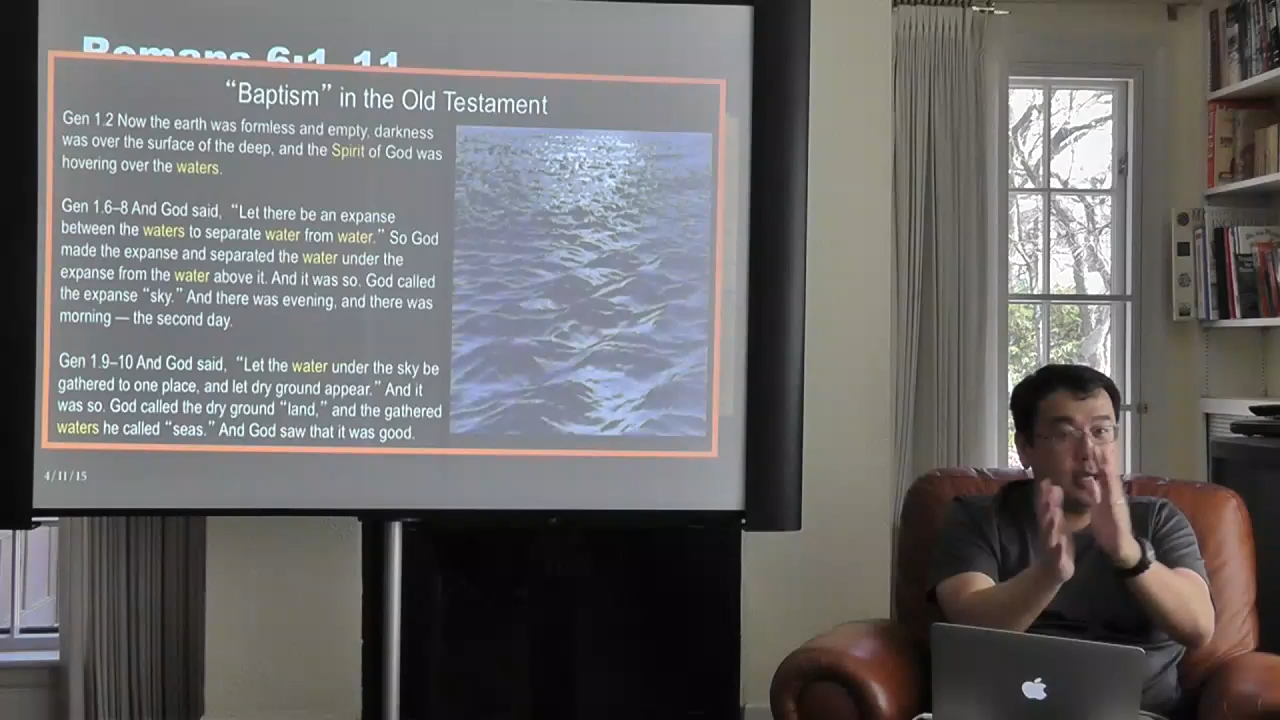 Romans 6:1–11
“Baptism” in the Old Testament
Gen 1.2 Now the earth was formless and empty, darkness
was over the surface of the deep, and the Spirit of God was
hovering over the waters.
Gen 1.6–8 And God said, “Let there be an expanse
between the waters to separate water from water.” So God
made the expanse and separated the water under the
expanse from the water above it. And it was so. God called
the expanse “sky.” And there was evening, and there was
morning — the second day.
Gen 1.9–10 And God said, “Let the water under the sky be
gathered to one place, and let dry ground appear.” And it
was so. God called the dry ground “land,” and the gathered
waters he called “seas.” And God saw that it was good.
4/11/15